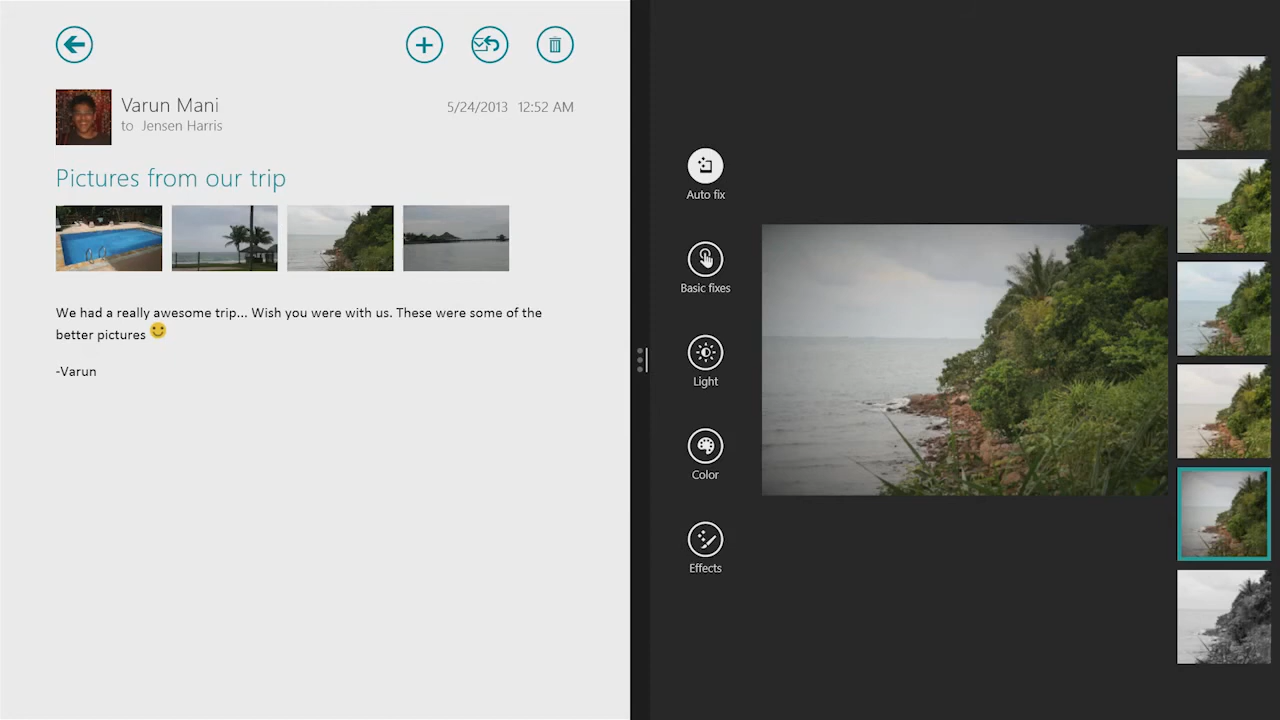 Varun Mani
to Jensen Harris
5/24/2013 12:52 AM
Pictures from our trip
We had a really awesome trip... Wish you were with us. These were some of the
better pictures
-Varun
Auto fix
Basic fixes
Light
Color
Effects